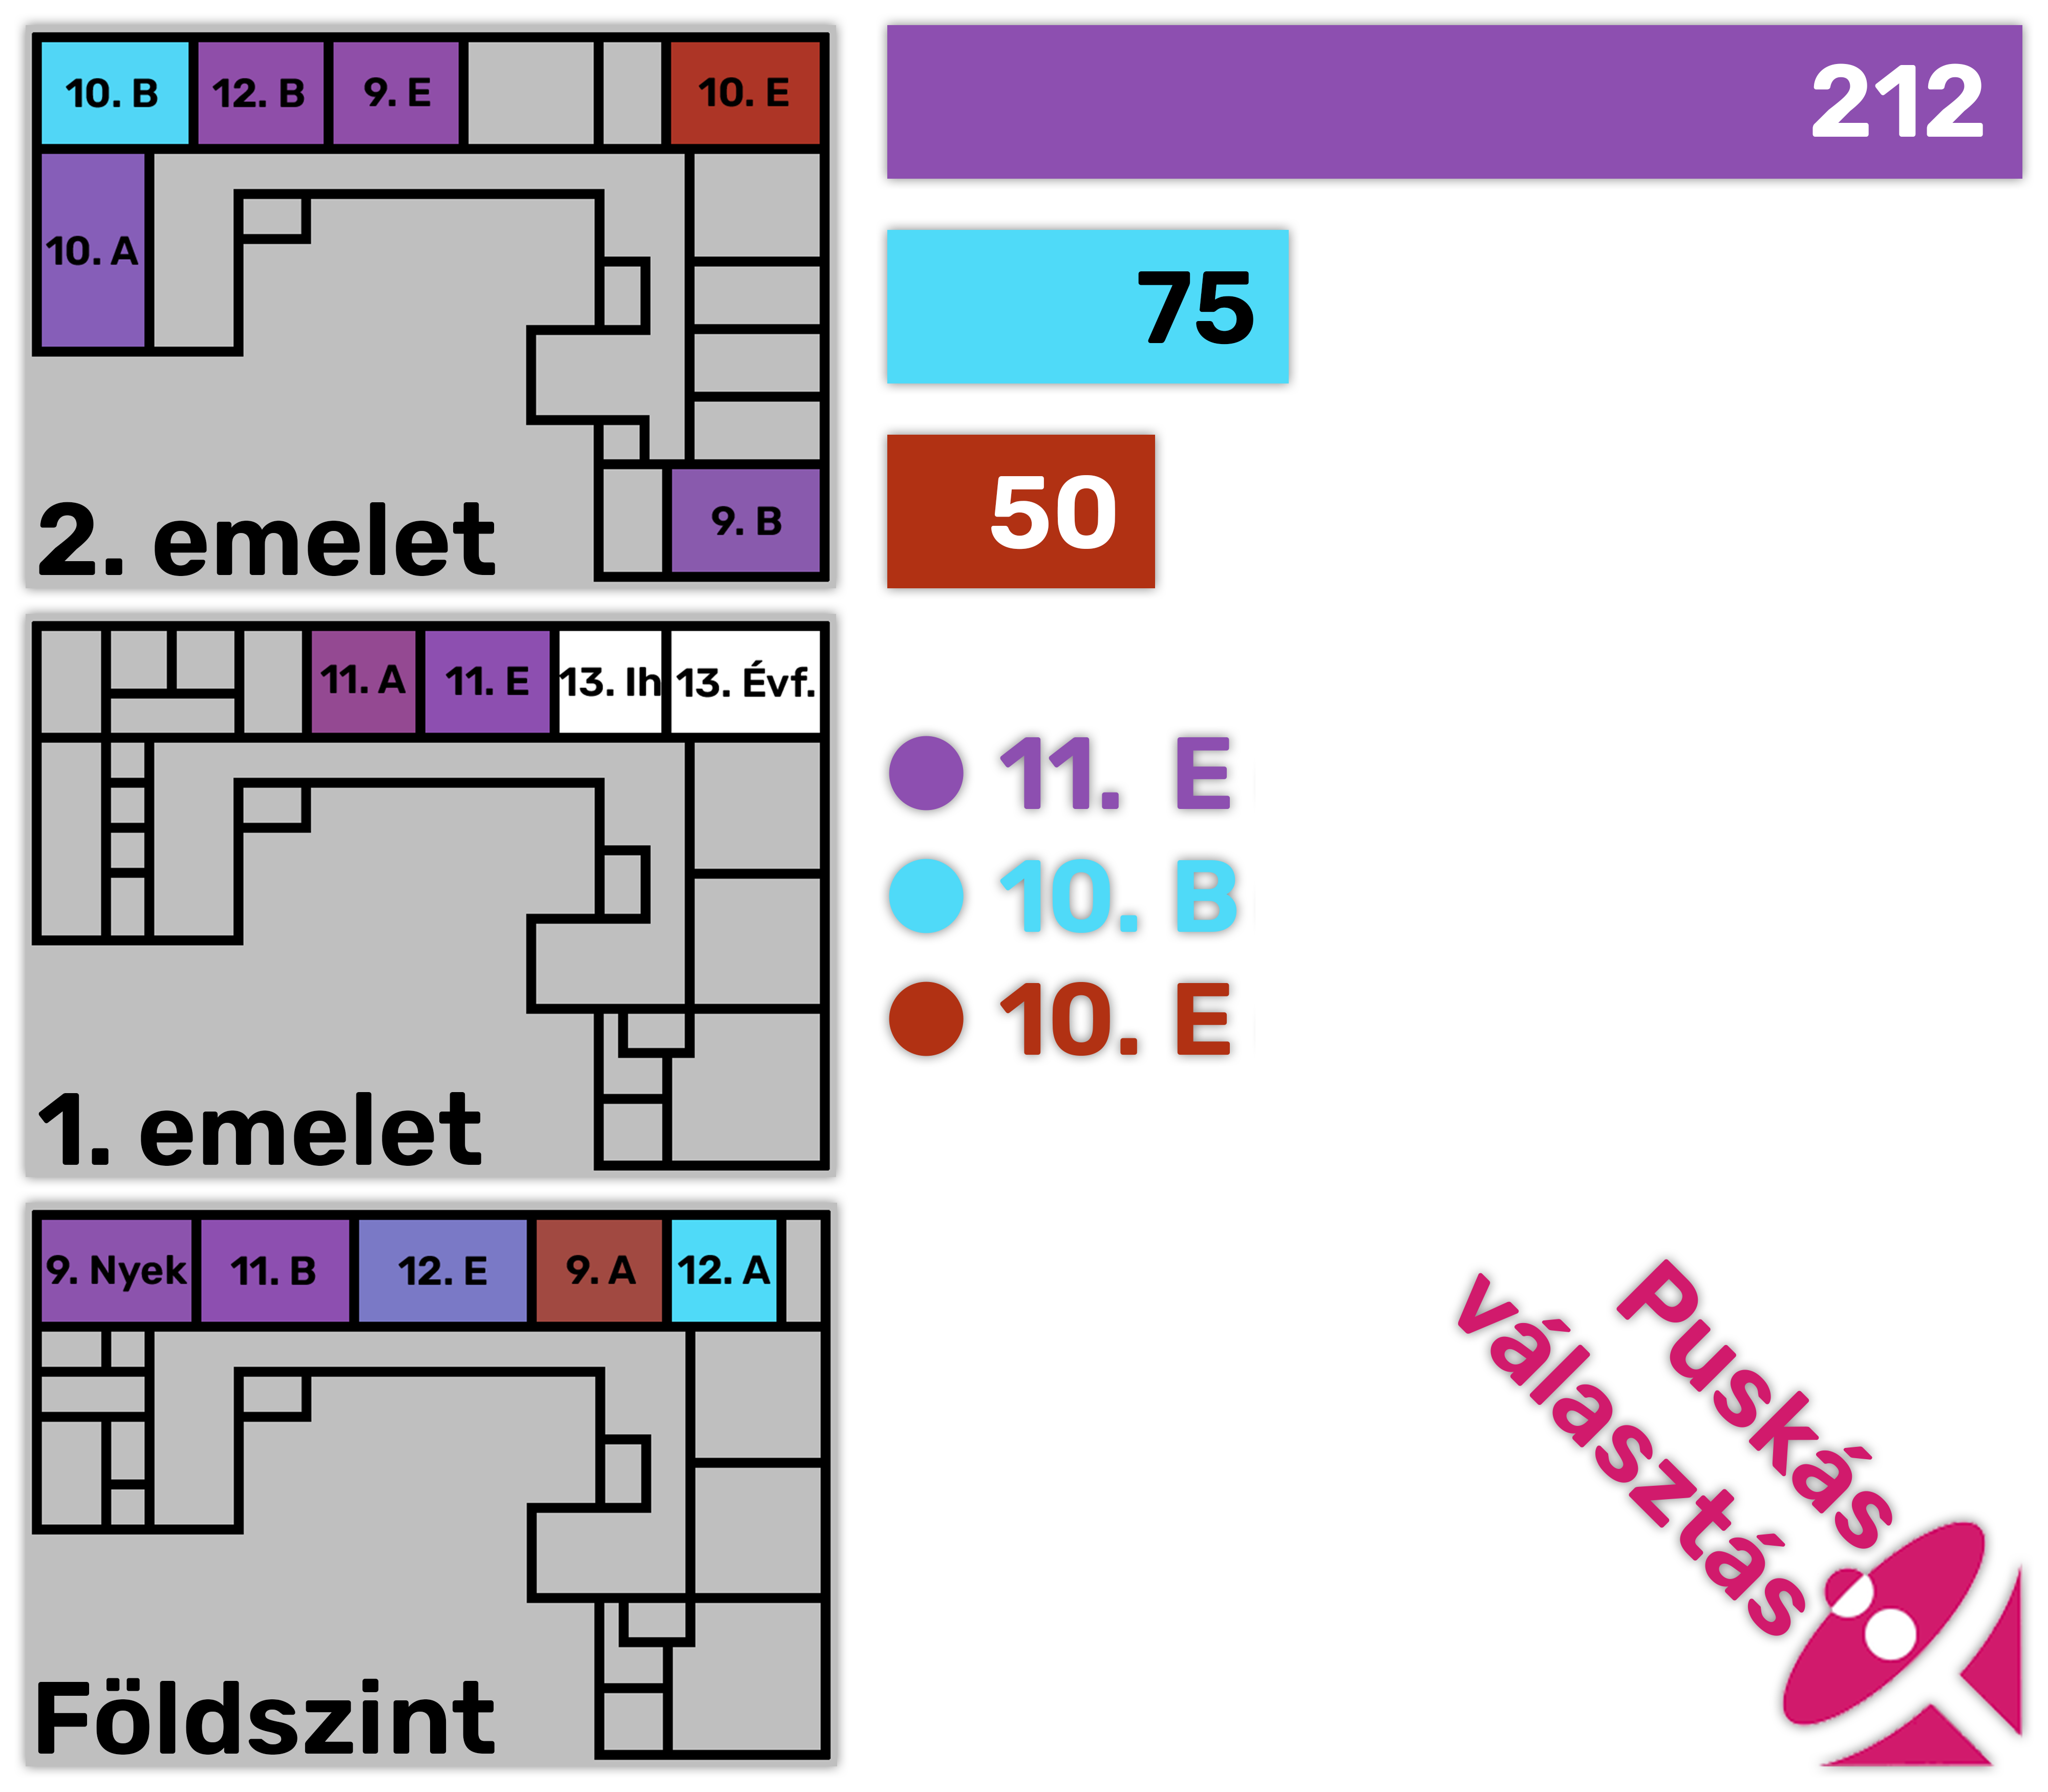 10. B
12. B
9. E
10. E
10. A
9. B
2. emelet
11. A
11. E
13. Ih
13. Évf.
1. emelet
9. Nyek
11. B
12. E
9. A
12. A
Földszint
212
75
50
11. E
10. B
10. E
Puskás
választás